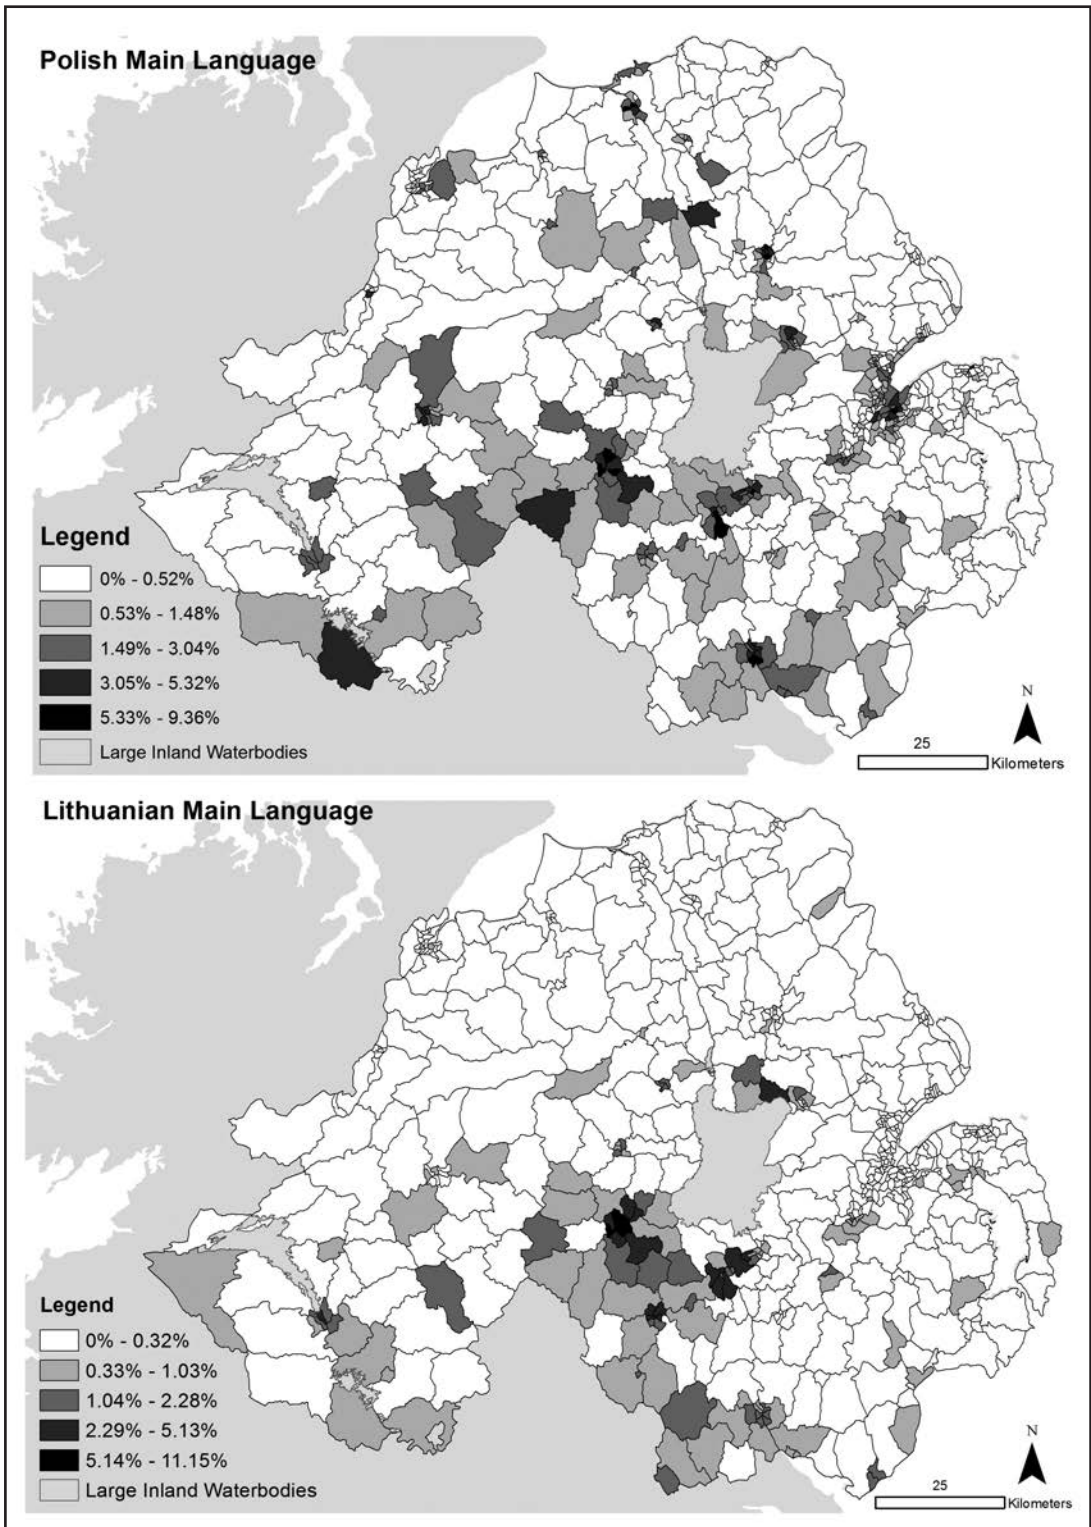 Polish Main Language
Legend
0% - 0.52%
0.53% - 1.48%
1.49% - 3.04%
3.05% - 5.32%
5.33% - 9.36%
Large Inland Waterbodies
N
25
Kilometers
Lithuanian Main Language
Legend
0% - 0.32%
0.33% - 1.03%
1.04% - 2.28%
2.29% - 5.13%
5.14% - 11.15%
Large Inland Waterbodies
N
25
Kilometers